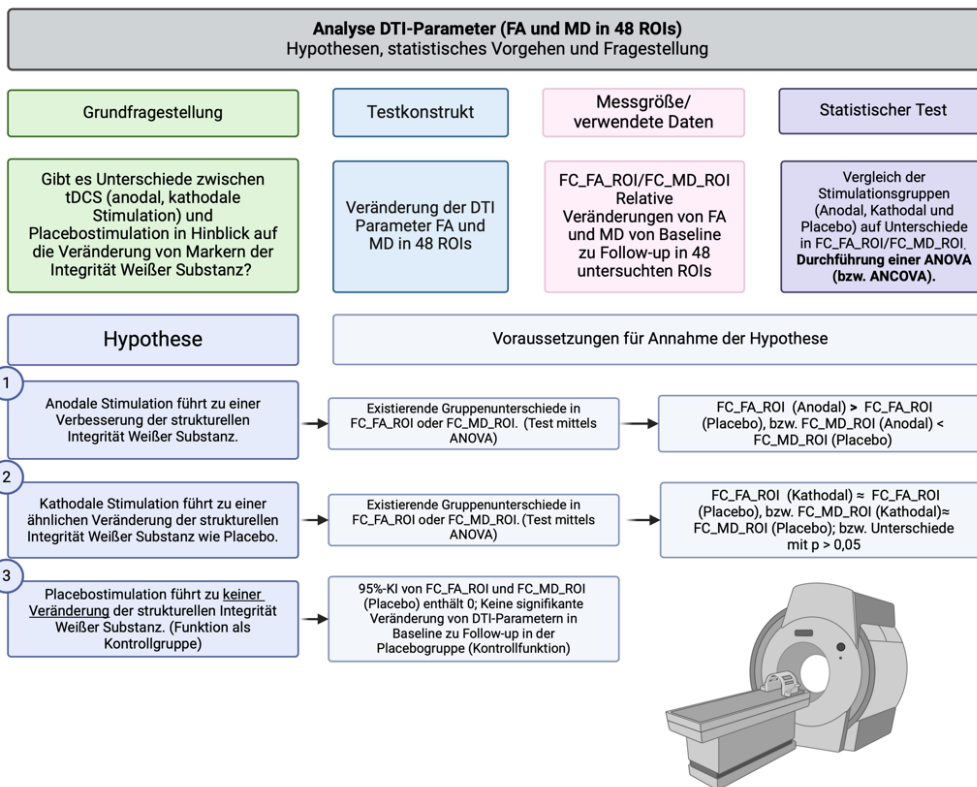 Analyse DTI-Parameter (FA und MD in 48 ROIs)
Hypothesen, statistisches Vorgehen und Fragestellung
Grundfragestellung
Testkonstrukt
Messgröße/
verwendete Daten
Statistischer Test
Gibt es Unterschiede zwischen
tDCS (anodal, kathodale
Stimulation) und
Placebostimulation in Hinblick auf
die Veränderung von Markern der
Integrität Weißer Substanz?
Veränderung der DTI
Parameter FA und
MD in 48 ROIs
FC_FA_ROI/FC_MD_ROI
Relative
Veränderungen von FA
und MD von Baseline
zu Follow-up in 48
untersuchten ROIs
Vergleich der
Stimulationsgruppen
(Anodal, Kathodal und
Placebo) auf Unterschiede
in FC_FA_ROI/FC_MD_ROI.
Durchführung einer ANOVA
(bzw. ANCOVA).
Hypothese
Voraussetzungen für Annahme der Hypothese
1
Anodale Stimulation führt zu einer
Verbesserung der strukturellen
Integrität Weißer Substanz.
Existierende Gruppenunterschiede in
FC_FA_ROI oder FC_MD_ROI. (Test mittels
ANOVA)
FC_FA_ROI (Anodal) > FC_FA_ROI
(Placebo), bzw. FC_MD_ROI (Anodal) <
FC_MD_ROI (Placebo)
2
Kathodale Stimulation führt zu einer
ähnlichen Veränderung der strukturellen
Integrität Weißer Substanz wie Placebo.
Existierende Gruppenunterschiede in
FC_FA_ROI oder FC_MD_ROI. (Test mittels
ANOVA)
FC_FA_ROI (Kathodal) ≈ FC_FA_ROI
(Placebo), bzw. FC_MD_ROI (Kathodal)≈
FC_MD_ROI (Placebo); bzw. Unterschiede
mit p > 0,05
3
Placebostimulation führt zu keiner
Veränderung der strukturellen Integrität
Weißer Substanz. (Funktion als
Kontrollgruppe)
95%-KI von FC_FA_ROI und FC_MD_ROI
(Placebo) enthält 0; Keine signifikante
Veränderung von DTI-Parametern in
Baseline zu Follow-up in der
Placebogruppe (Kontrollfunktion)